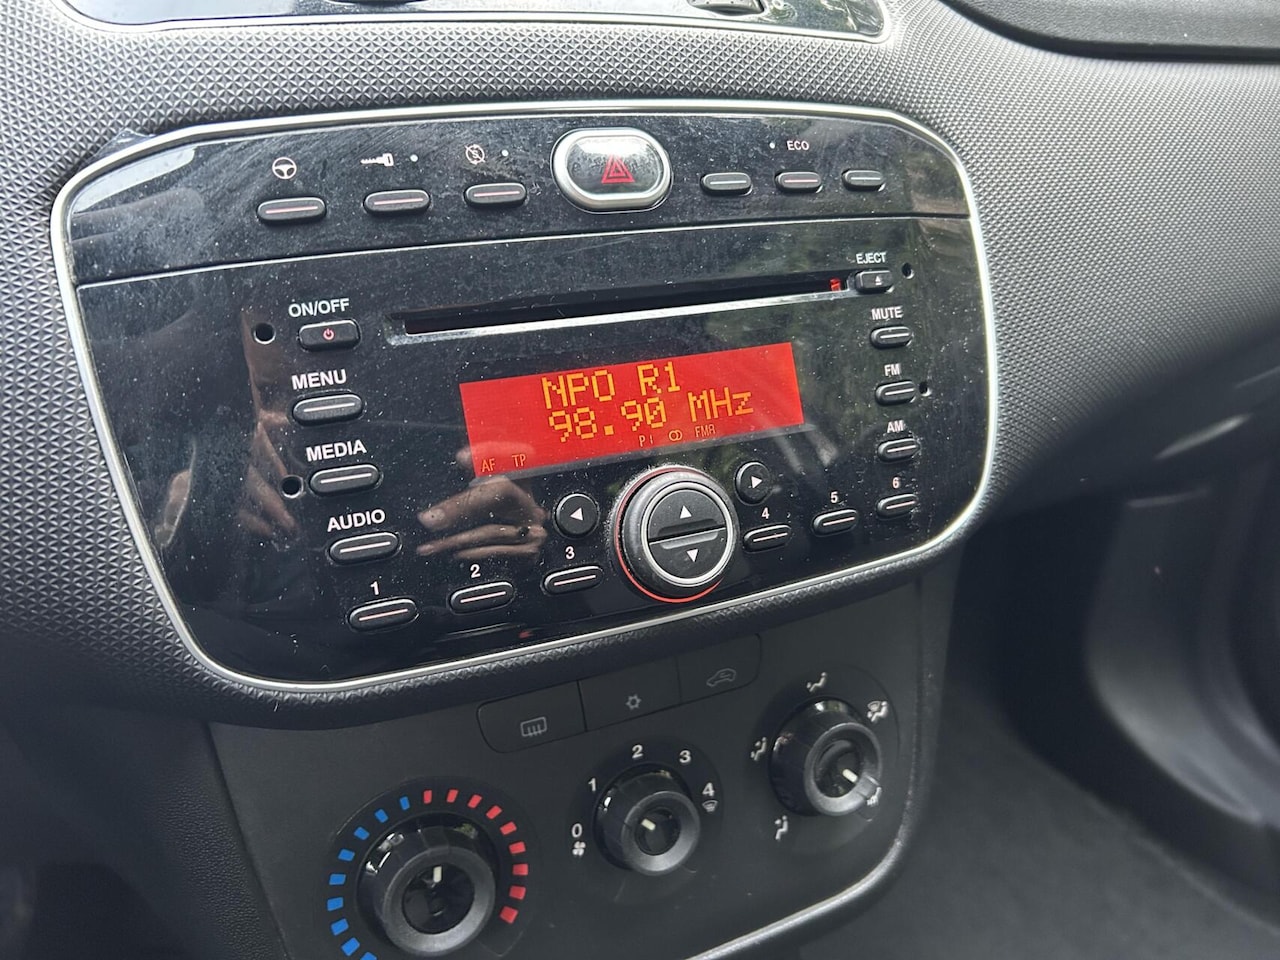 ECO
EJECT
ON/OFF
MUTE
MENU
NPO R1
FM
98.90 MHz
MEDIA
PI FMA
AM
AF TP
AUDIO
1 2 3 4 5 6
0 1 2 3 4